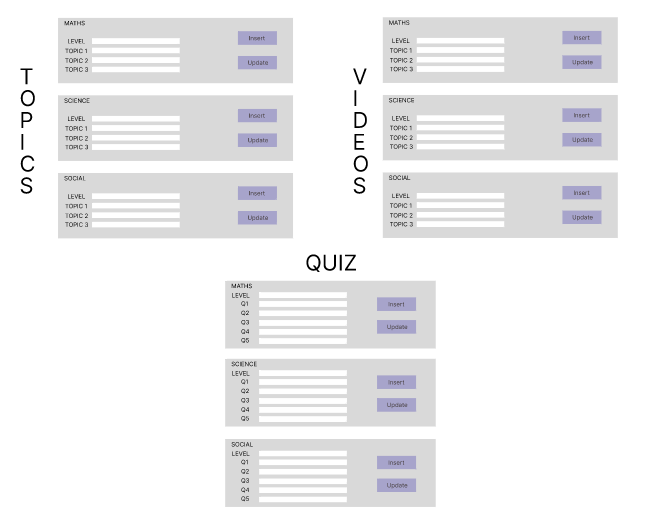 TOPICS
MATHS
LEVEL
TOPIC 1
TOPIC 2
TOPIC 3
Insert
Update
SCIENCE
LEVEL
TOPIC 1
TOPIC 2
TOPIC 3
Insert
Update
SOCIAL
LEVEL
TOPIC 1
TOPIC 2
TOPIC 3
Insert
Update
VIDEOS
MATHS
LEVEL
TOPIC 1
TOPIC 2
TOPIC 3
Insert
Update
SCIENCE
LEVEL
TOPIC 1
TOPIC 2
TOPIC 3
Insert
Update
SOCIAL
LEVEL
TOPIC 1
TOPIC 2
TOPIC 3
Insert
Update
QUIZ
MATHS
LEVEL
Q1
Q2
Q3
Q4
Q5
Insert
Update
SCIENCE
LEVEL
Q1
Q2
Q3
Q4
Q5
Insert
Update
SOCIAL
LEVEL
Q1
Q2
Q3
Q4
Q5
Insert
Update